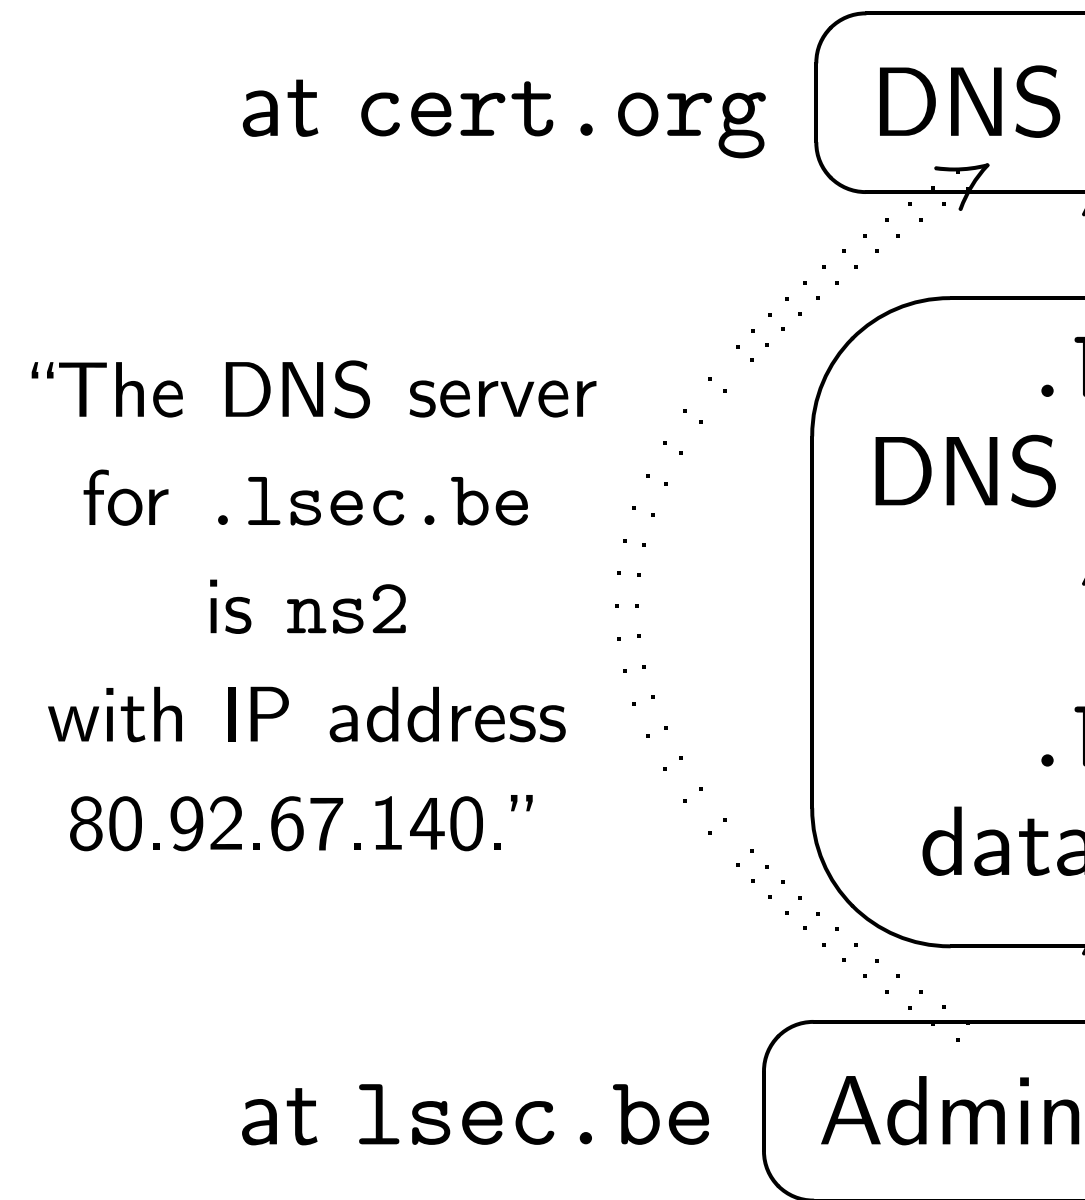 at cert.org DNS
“The DNS server
for .lsec.be
is ns2
with IP address
80.92.67.140.”
DNS
data
at lsec.be Admin